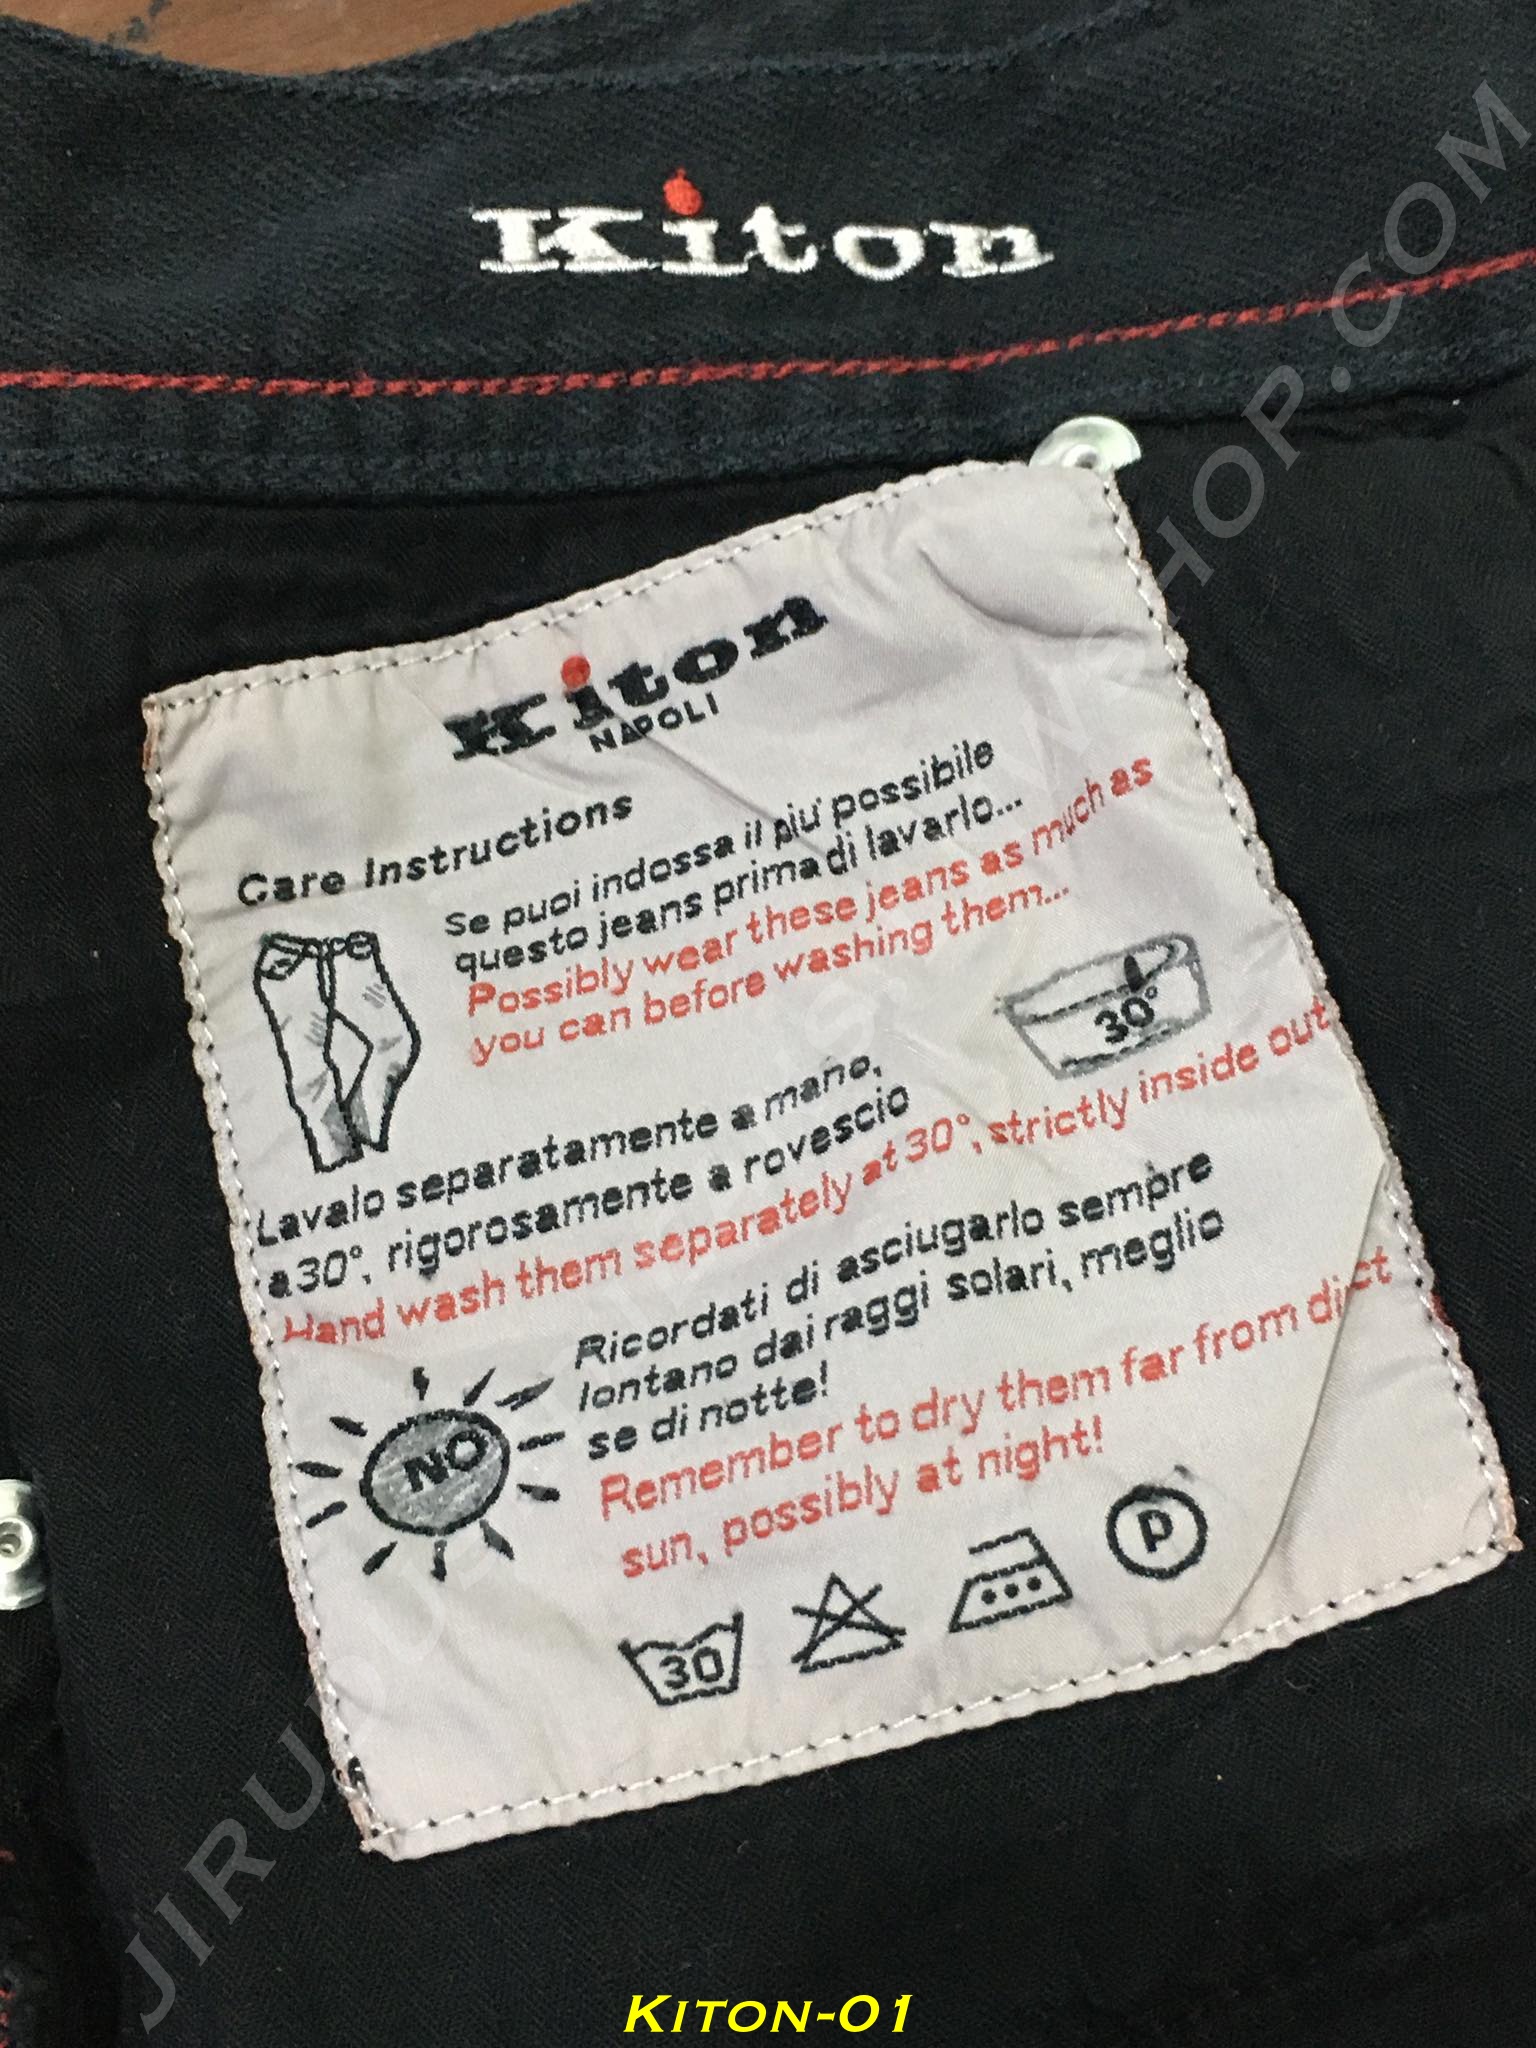 Kiton
Kiton
NAPOLI
Care Instructions
Se puoi indossa il piu' possibile
questo jeans prima di lavarlo...
Possibly wear these jeans as much as
you can before washing them...
30°
Lavalo separatamente a mano,
a 30°, rigorosamente a rovescio
Hand wash them separately at 30°, strictly inside out
NO
Ricordati di asciugarlo sempre
lontano dai raggi solari, meglio
se di notte!
Remember to dry them far from
sun, possibly at night!
30
P
KITON-01